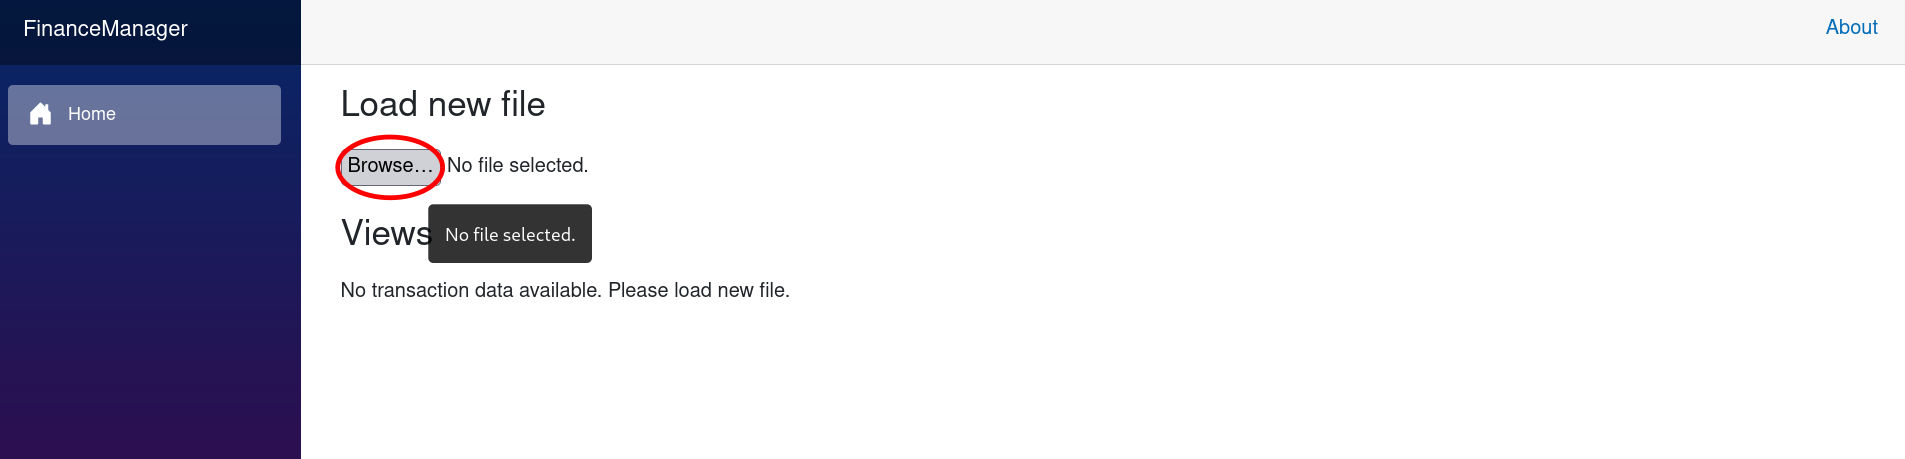 FinanceManager
About
Home
Load new file
Browse... No file selected.
Views
No file selected.
No transaction data available. Please load new file.